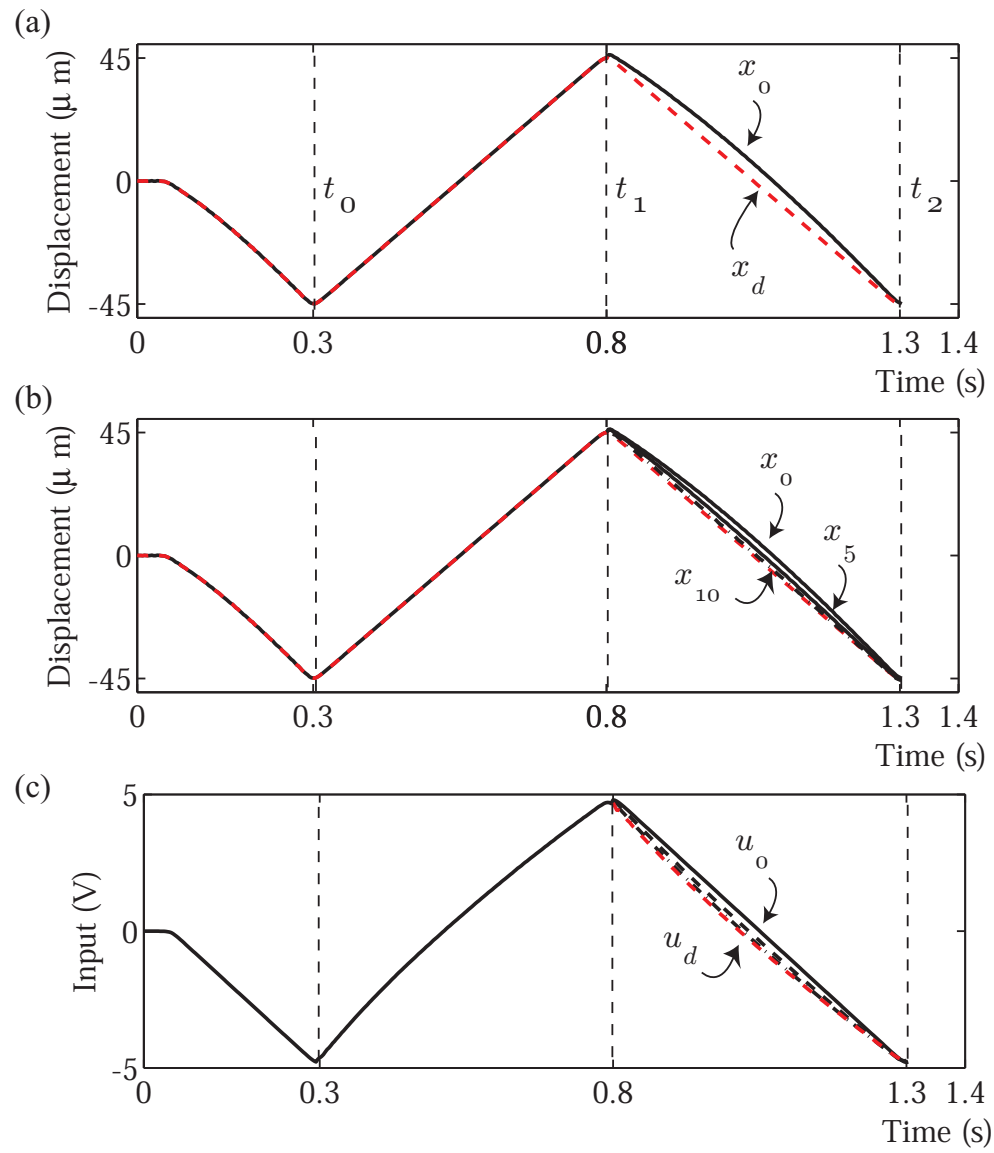 (a)
Displacement (μ m)
45
0
-45
x₀
x_d
t₀
t₁
t₂
0
0.3
0.8
1.3
1.4
Time (s)
(b)
Displacement (μ m)
45
0
-45
x₀
x₅
x₁₀
0
0.3
0.8
1.3
1.4
Time (s)
(c)
Input (V)
5
0
-5
u₀
u_d
0
0.3
0.8
1.3
1.4
Time (s)